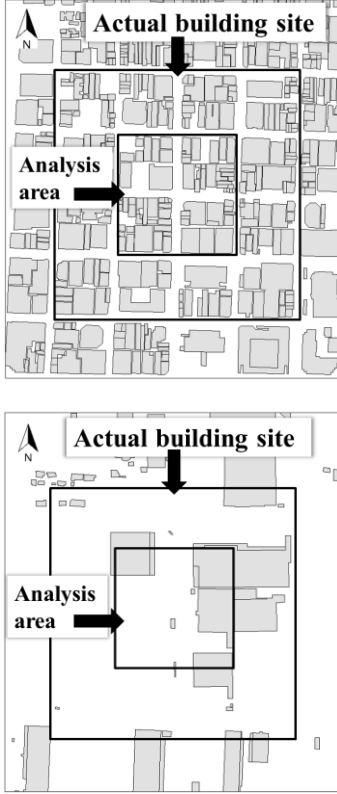 Actual building site
N
Analysis
area
Actual building site
N
Analysis
area